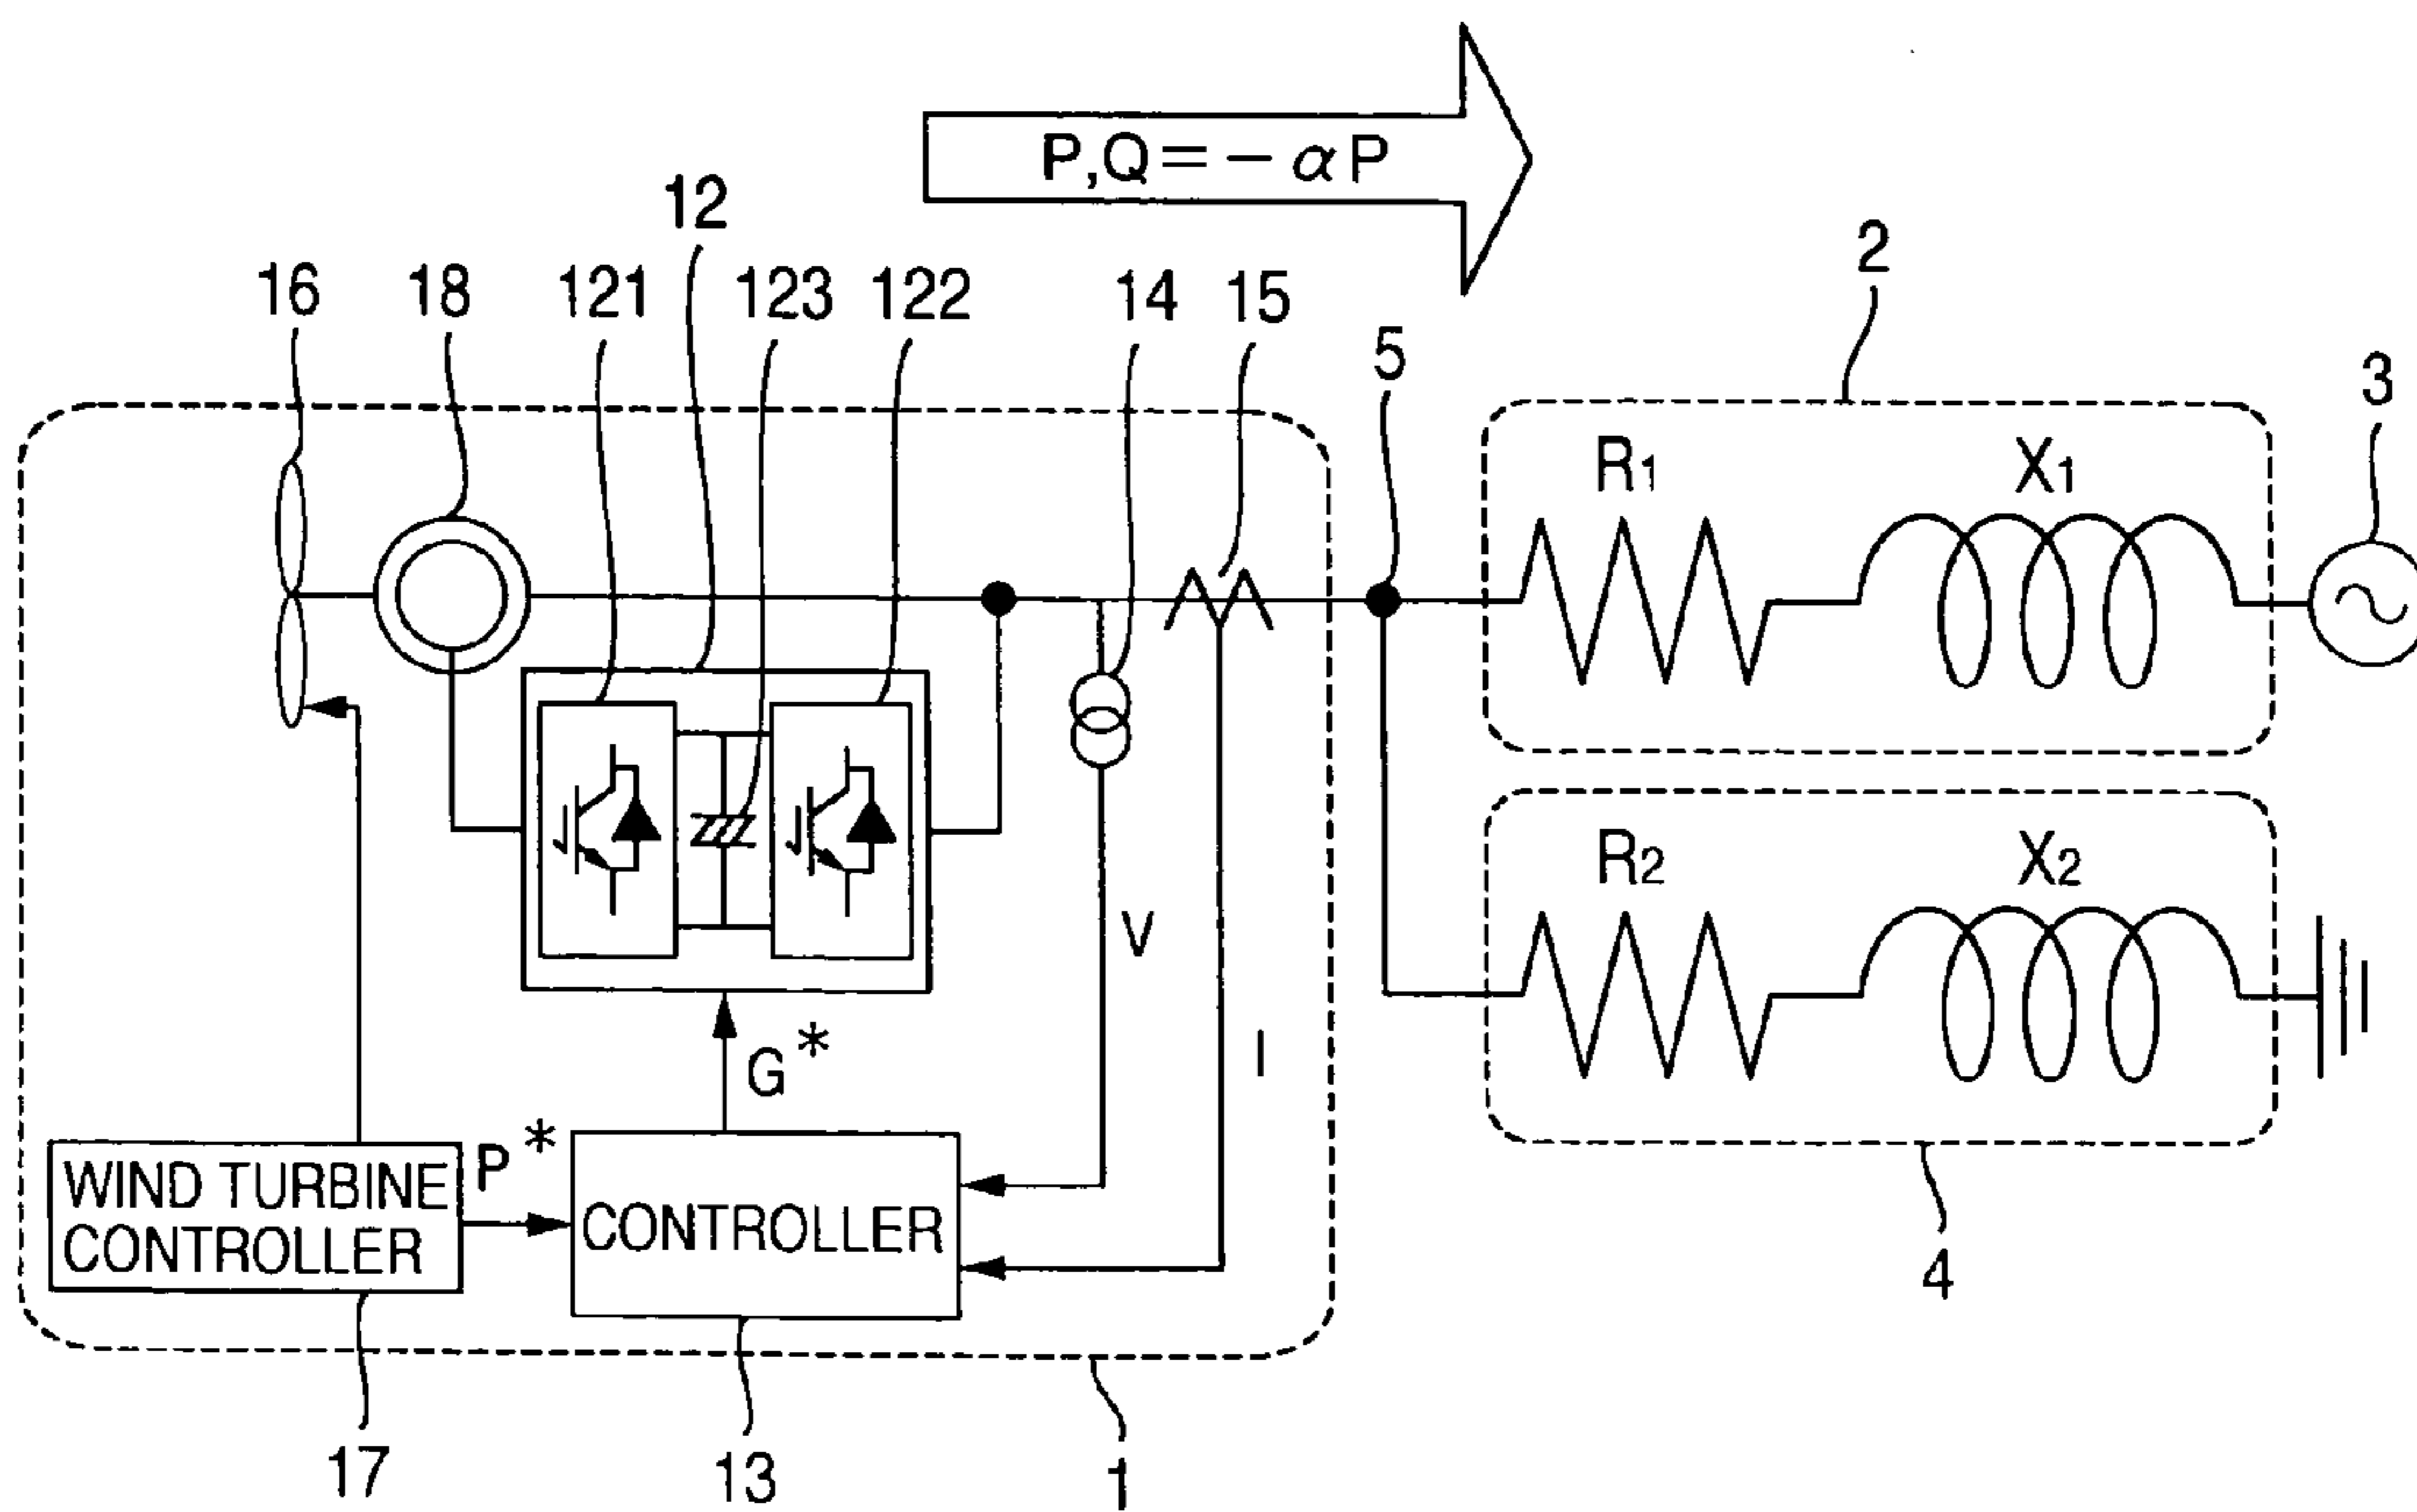 P,Q=-αP
12
2
16
18
121
123
122
14
15
5
3
R1
X1
R2
X2
V
I
G*
P*
WIND TURBINE
CONTROLLER
CONTROLLER
4
17
13
1